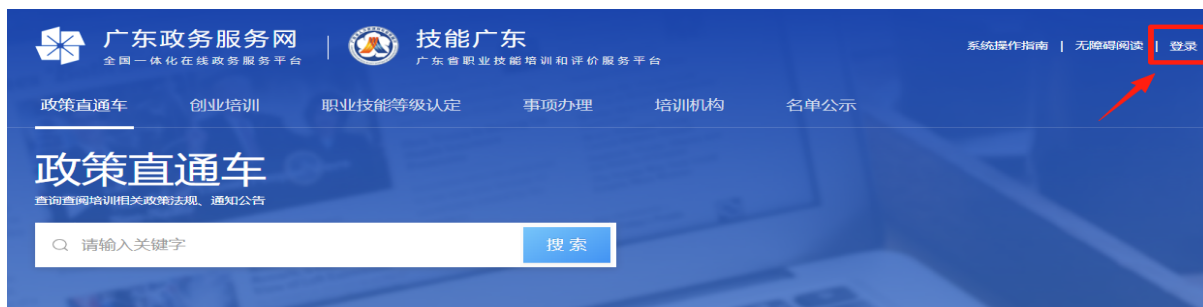 广东政务服务网 | 技能广东
全国一体化在线政务服务平台 广东省职业技能培训和评价服务平台
系统操作指南 | 无障碍阅读 | 登录
政策直通车 创业培训 职业技能等级认定 事项办理 培训机构 名单公示
政策直通车
查询查阅培训相关政策法规、通知公告
请输入关键字 搜索